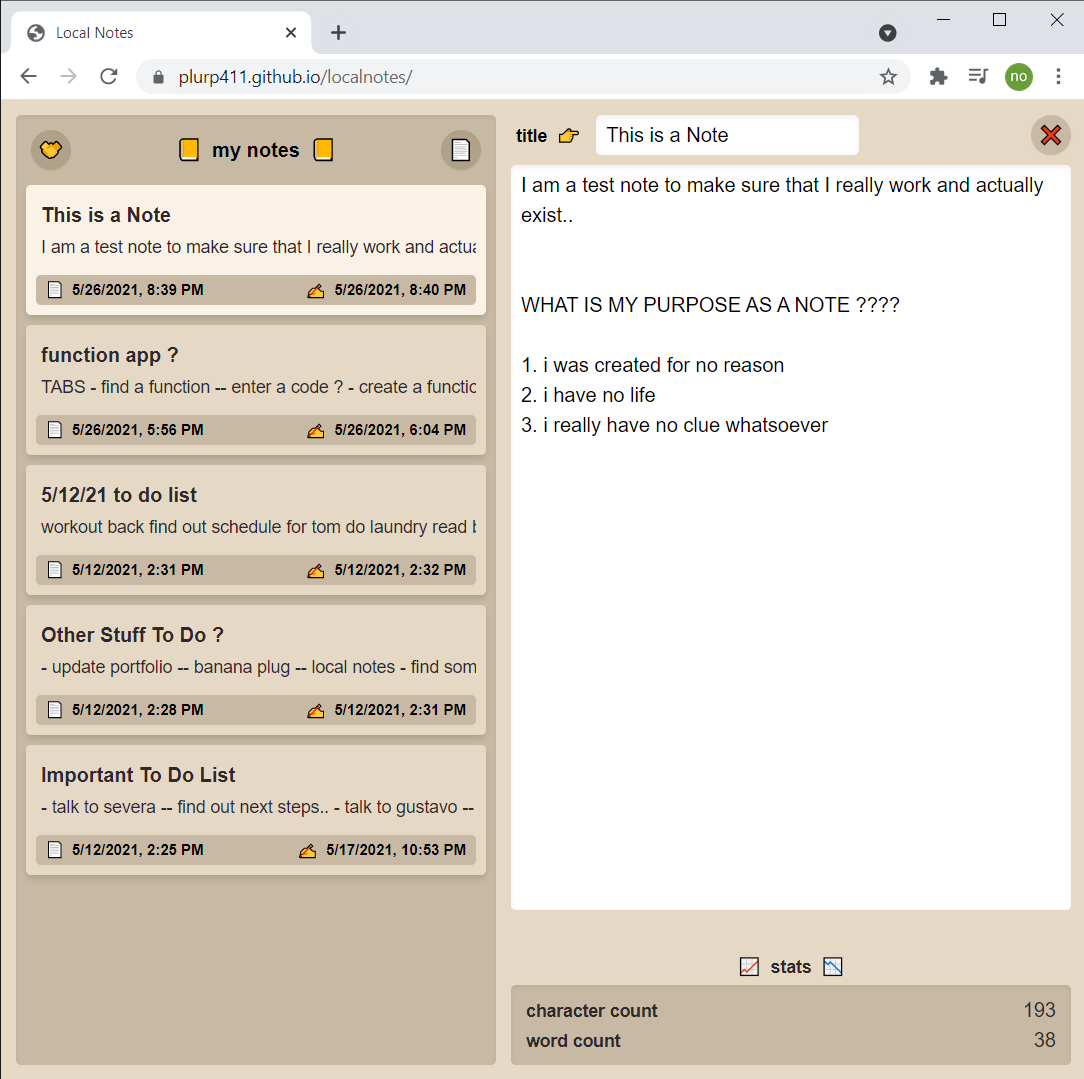 Local Notes
plurp411.github.io/localnotes/
no
my notes
This is a Note
I am a test note to make sure that I really work and actua
5/26/2021, 8:39 PM 5/26/2021, 8:40 PM
function app ?
TABS - find a function -- enter a code ? - create a functio
5/26/2021, 5:56 PM 5/26/2021, 6:04 PM
5/12/21 to do list
workout back find out schedule for tom do laundry read
5/12/2021, 2:31 PM 5/12/2021, 2:32 PM
Other Stuff To Do ?
- update portfolio -- banana plug -- local notes - find som
5/12/2021, 2:28 PM 5/12/2021, 2:31 PM
Important To Do List
- talk to severa -- find out next steps.. - talk to gustavo --
5/12/2021, 2:25 PM 5/17/2021, 10:53 PM
title This is a Note
I am a test note to make sure that I really work and actually
exist..
WHAT IS MY PURPOSE AS A NOTE ????
1. i was created for no reason
2. i have no life
3. i really have no clue whatsoever
stats
character count 193
word count 38